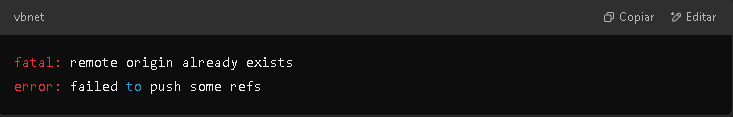 vbnet
Copiar
Editar
fatal: remote origin already exists
error: failed to push some refs